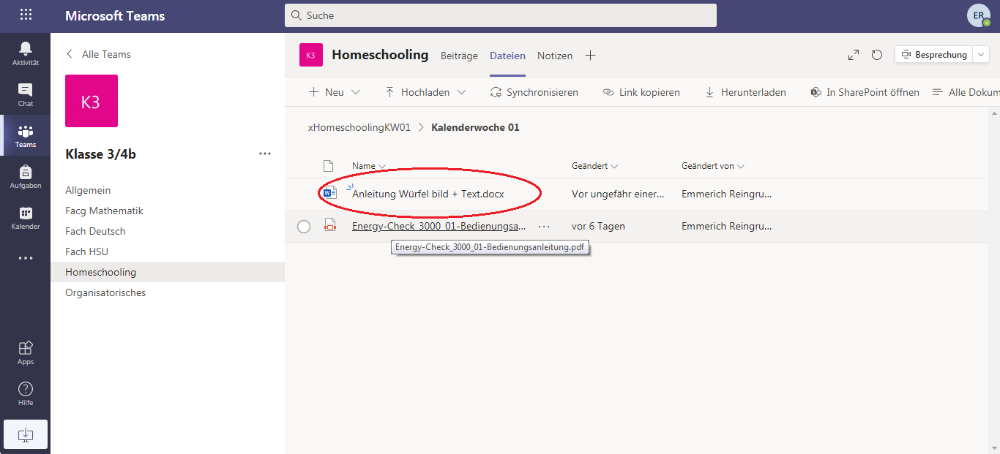 Microsoft Teams
Suche
ER
Aktivität
Chat
Teams
Aufgaben
Kalender
Apps
Hilfe
Alle Teams
K3
Klasse 3/4b
Allgemein
Facg Mathematik
Fach Deutsch
Fach HSU
Homeschooling
Organisatorisches
K3 Homeschooling Beiträge Dateien Notizen Besprechung
Neu Hochladen Synchronisieren Link kopieren Herunterladen In SharePoint öffnen Alle Dokum
xHomeschoolingKW01 > Kalenderwoche 01
Name Geändert Geändert von
Anleitung Würfel bild + Text.docx Vor ungefähr einer... Emmerich Reingru...
Energy-Check_3000_01-Bedienungsa... vor 6 Tagen Emmerich Reingru...
Energy-Check_3000_01-Bedienungsanleitung.pdf